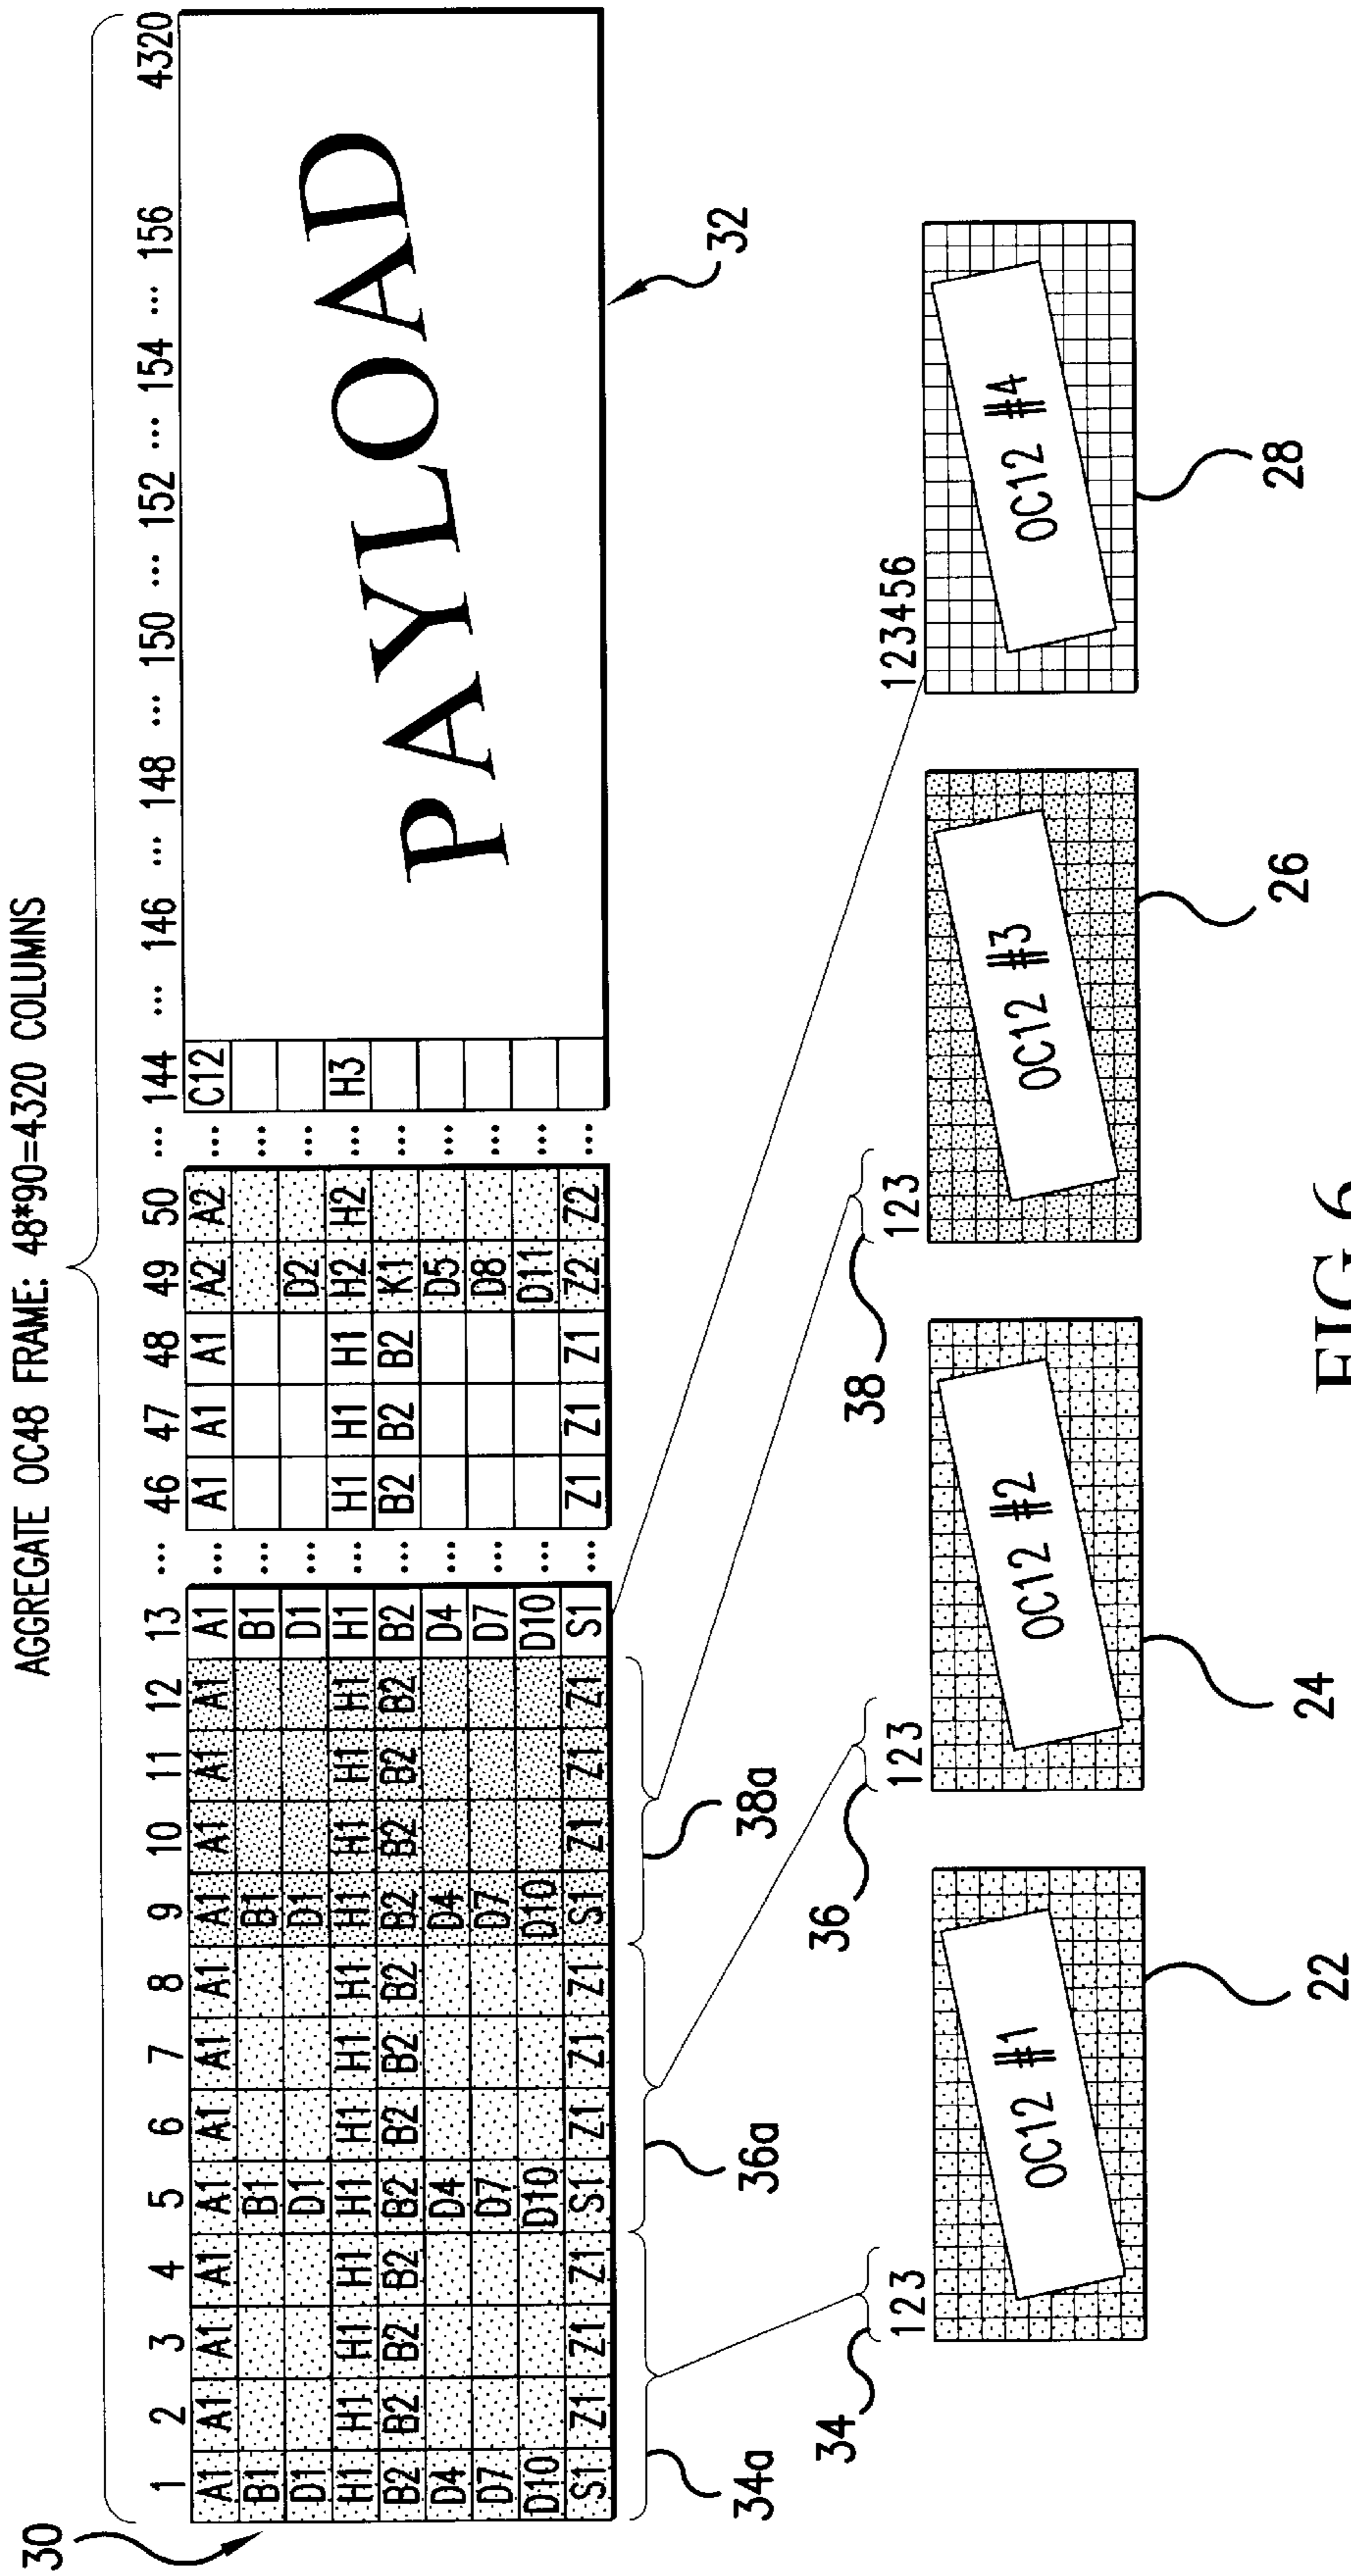 AGGREGATE OC48 FRAME: 48*90=4320 COLUMNS
30
1 2 3 4 5 6 7 8 9 10 11 12 13 ... 46 47 48 49 50 ... 144 ... 146 ... 148 ... 150 ... 152 ... 154 ... 156 4320
A1 A1 A1 A1 A1 A1 A1 A1 A1 A1 A1 A1 A1 ... A1 A1 A1 A2 A2 ... C12
B1 B1 B1 B1 ... ...
D1 D1 D1 D1 ... D2 ...
H1 H1 H1 H1 H1 H1 H1 H1 H1 H1 H1 H1 H1 ... H1 H1 H1 H2 H2 ... H3
B2 B2 B2 B2 B2 B2 B2 B2 B2 B2 B2 B2 B2 ... B2 B2 B2 K1 ...
D4 D4 D4 D4 ... D5 ...
D7 D7 D7 D7 ... D8 ...
D10 D10 D10 D10 ... D11 ...
S1 Z1 Z1 Z1 S1 Z1 Z1 Z1 S1 Z1 Z1 Z1 S1 ... Z1 Z1 Z1 Z2 Z2 ...
PAYLOAD
34a 36a 38a 32
34 36 38
123 123 123 123456
OC12 #1 OC12 #2 OC12 #3 OC12 #4
22 24 26 28
FIG.6